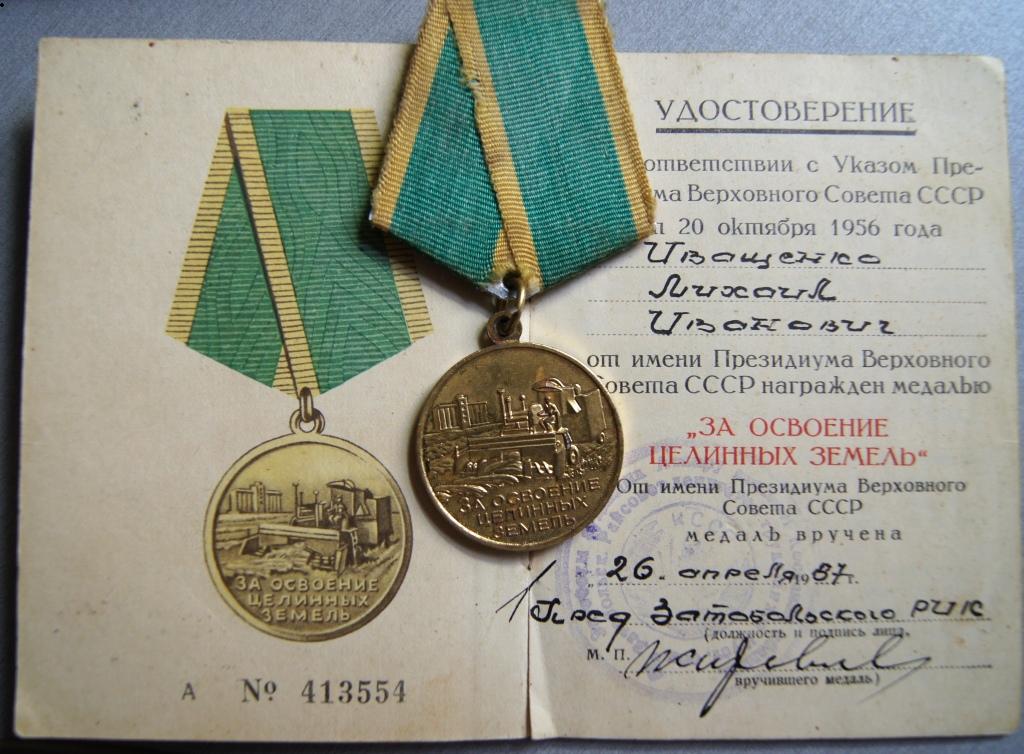 ЗА ОСВОЕНИЕ
ЦЕЛИННЫХ
ЗЕМЕЛЬ
А № 413554
ЗА ОСВОЕНИЕ
ЦЕЛИННЫХ
ЗЕМЕЛЬ
УДОСТОВЕРЕНИЕ
оответствии с Указом Пре-
ма Верховного Совета СССР
20 октября 1956 года
Иващенко
Михаил
Иванович
от имени Президиума Верховного
Совета СССР награжден медалью
„ЗА ОСВОЕНИЕ
ЦЕЛИННЫХ ЗЕМЕЛЬ“
От имени Президиума Верховного
Совета СССР
медаль вручена
„26. апреля 1987 г.
Пред Затобольского РИК
(должность и подпись лица,
М. П.
вручившего медаль)